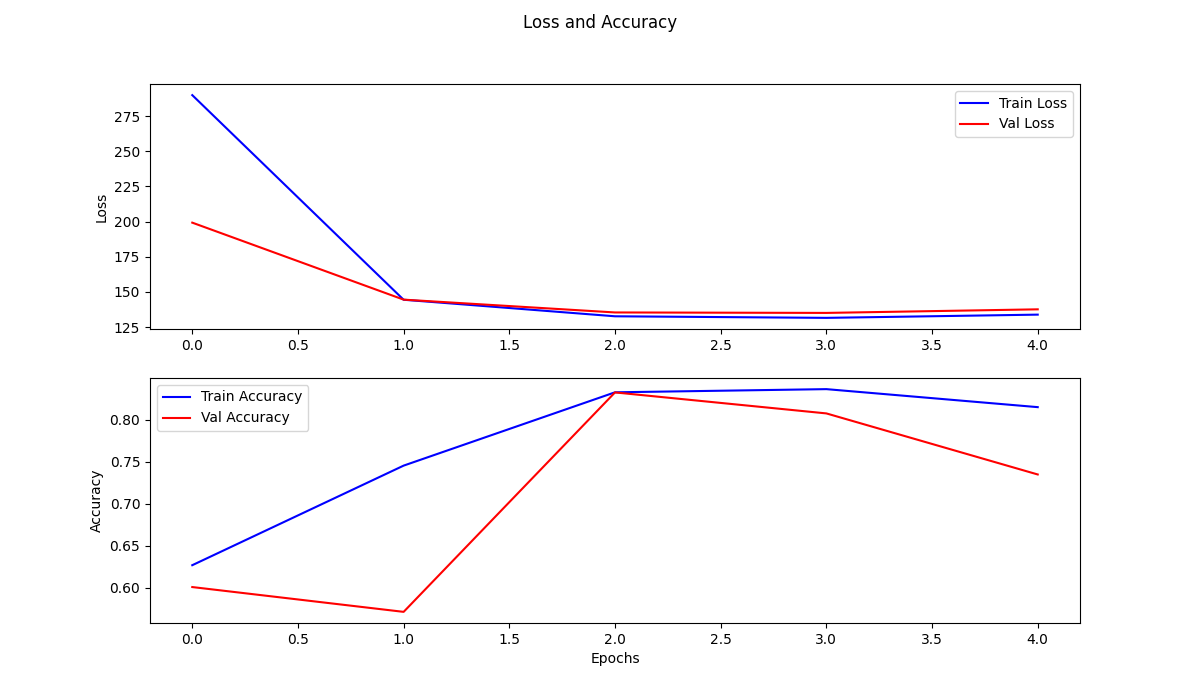 Loss and Accuracy
Train Loss
Val Loss
275
250
225
200
175
150
125
Loss
0.0 0.5 1.0 1.5 2.0 2.5 3.0 3.5 4.0
Train Accuracy
Val Accuracy
0.80
0.75
0.70
0.65
0.60
Accuracy
0.0 0.5 1.0 1.5 2.0 2.5 3.0 3.5 4.0
Epochs